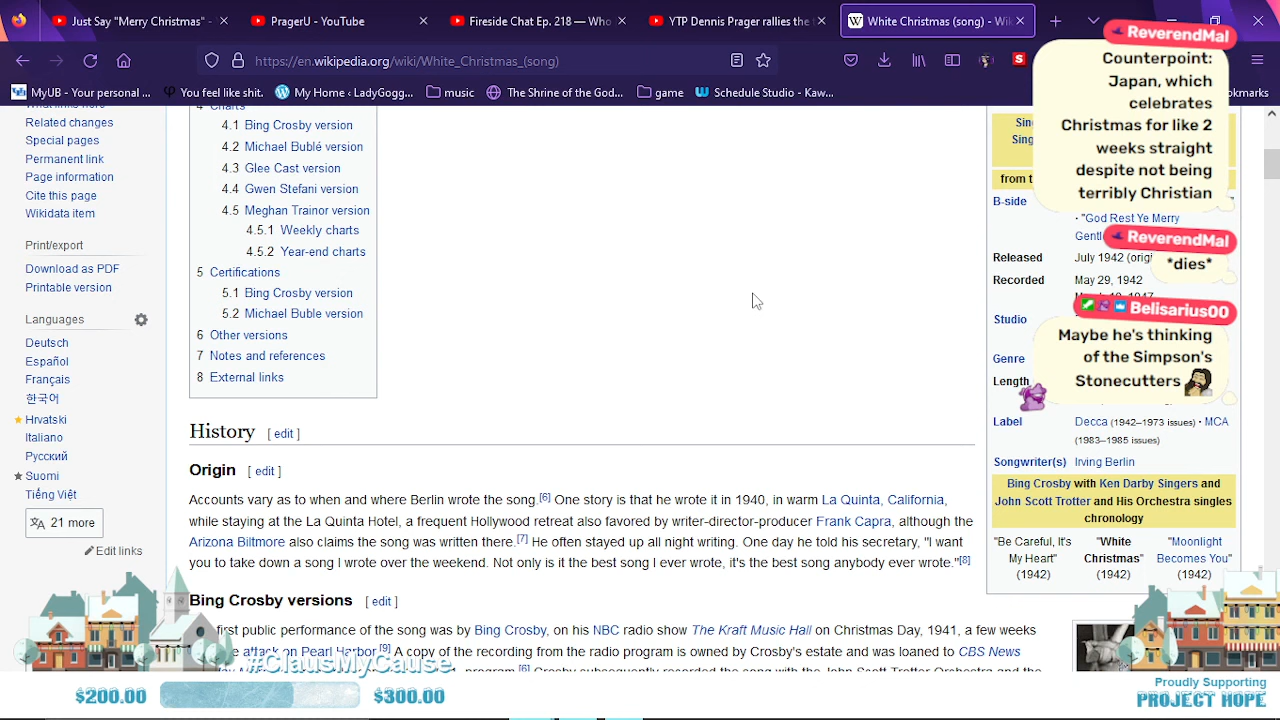 Just Say "Merry Christmas" -
PragerU - YouTube
Fireside Chat Ep. 218 — Who
YTP Dennis Prager rallies the
White Christmas (song) - Wik
https://en.wikipedia.org
song)
MyUB - Your personal ...
You feel like shit.
My Home · LadyGogg...
muse
The Shrine of the God...
game
Schedule Studio - Kaw...
kmarks
ReverendMal
Counterpoint:
Japan, which
celebrates
Christmas for like 2
weeks straight
despite not being
terribly Christian
ReverendMal
*dies*
Belisarius00
Maybe he's thinking
of the Simpson's
Stonecutters
Related changes
Special pages
Permanent link
Page information
Cite this page
Wikidata item
Print/export
Download as PDF
Printable version
Languages
Deutsch
Español
Français
한국어
Hrvatski
Italiano
Русский
Suomi
Tiếng Việt
21 more
Edit links
4 Charts
4.1 Bing Crosby version
4.2 Michael Bublé version
4.3 Glee Cast version
4.4 Gwen Stefani version
4.5 Meghan Trainor version
4.5.1 Weekly charts
4.5.2 Year-end charts
5 Certifications
5.1 Bing Crosby version
5.2 Michael Buble version
6 Other versions
7 Notes and references
8 External links
History [ edit ]
Origin [ edit ]
Accounts vary as to when and where Berlin wrote the song.[6] One story is that he wrote it in 1940, in warm La Quinta, California,
while staying at the La Quinta Hotel, a frequent Hollywood retreat also favored by writer-director-producer Frank Capra, although the
Arizona Biltmore also claims the song was written there.[7] He often stayed up all night writing. One day he told his secretary, "I want
you to take down a song I wrote over the weekend. Not only is it the best song I ever wrote, it's the best song anybody ever wrote."[8]
Bing Crosby versions [ edit ]
first public performance of the song was by Bing Crosby, on his NBC radio show The Kraft Music Hall on Christmas Day, 1941, a few weeks
attack on Pearl Harbor.[9] A copy of the recording from the radio program is owned by Crosby's estate and was loaned to CBS News
from t
B-side
• "God Rest Ye Merry
Gentl
Released July 1942 (origi
Recorded May 29, 1942
Studio
Genre
Length
Label Decca (1942–1973 issues) · MCA
(1983–1985 issues)
Songwriter(s) Irving Berlin
Bing Crosby with Ken Darby Singers and
John Scott Trotter and His Orchestra singles
chronology
"Be Careful, It's My Heart" (1942)
"White Christmas" (1942)
"Moonlight Becomes You" (1942)
#ClausMyCause
$200.00
$300.00
Proudly Supporting
PROJECT HOPE